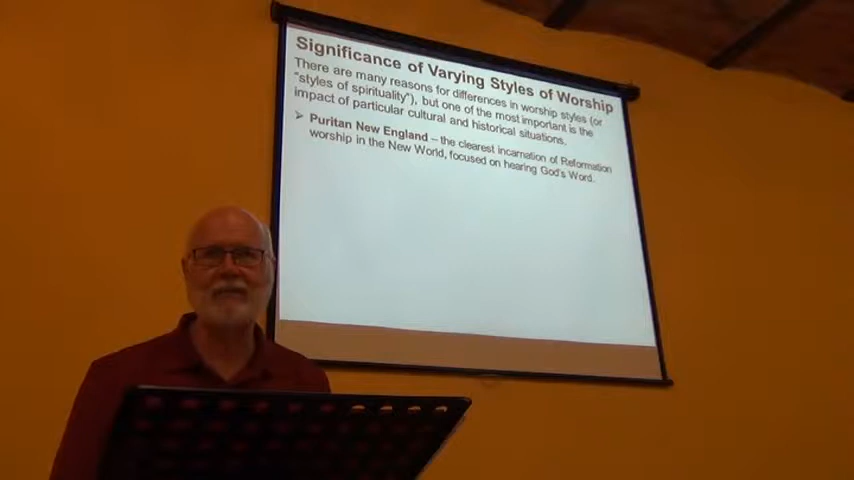 Significance of Varying Styles of Worship
There are many reasons for differences in worship styles (or
"styles of spirituality"), but one of the most important is the
impact of particular cultural and historical situations.
➢ Puritan New England – the clearest incarnation of Reformation
worship in the New World, focused on hearing God's Word.